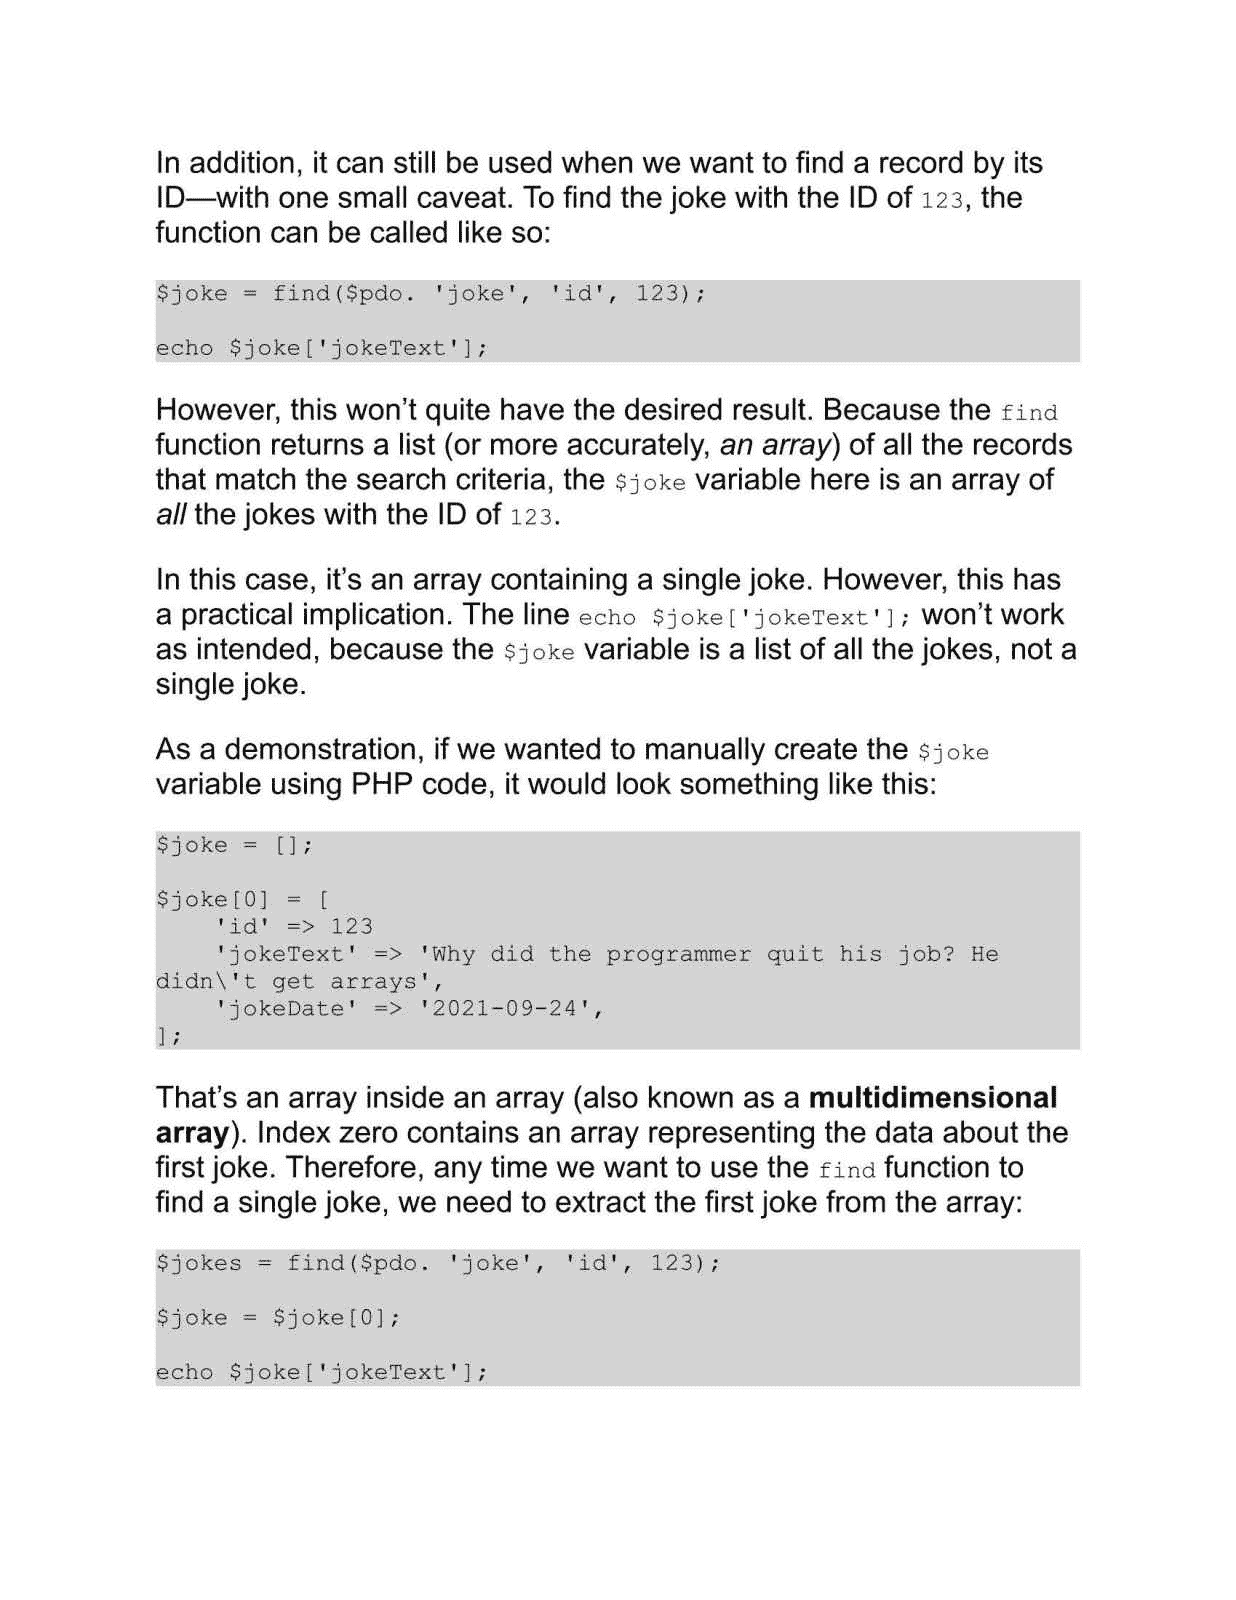 In addition, it can still be used when we want to find a record by its
ID—with one small caveat. To find the joke with the ID of 123, the
function can be called like so:
$joke = find($pdo. 'joke', 'id', 123);
echo $joke['jokeText'];
However, this won’t quite have the desired result. Because the find
function returns a list (or more accurately, an array) of all the records
that match the search criteria, the $joke variable here is an array of
all the jokes with the ID of 123.
In this case, it’s an array containing a single joke. However, this has
a practical implication. The line echo $joke['jokeText']; won’t work
as intended, because the $joke variable is a list of all the jokes, not a
single joke.
As a demonstration, if we wanted to manually create the $joke
variable using PHP code, it would look something like this:
$joke = [];
$joke[0] = [
    'id' => 123
    'jokeText' => 'Why did the programmer quit his job? He
didn\'t get arrays',
    'jokeDate' => '2021-09-24',
];
That’s an array inside an array (also known as a multidimensional
array). Index zero contains an array representing the data about the
first joke. Therefore, any time we want to use the find function to
find a single joke, we need to extract the first joke from the array:
$jokes = find($pdo. 'joke', 'id', 123);
$joke = $joke[0];
echo $joke['jokeText'];